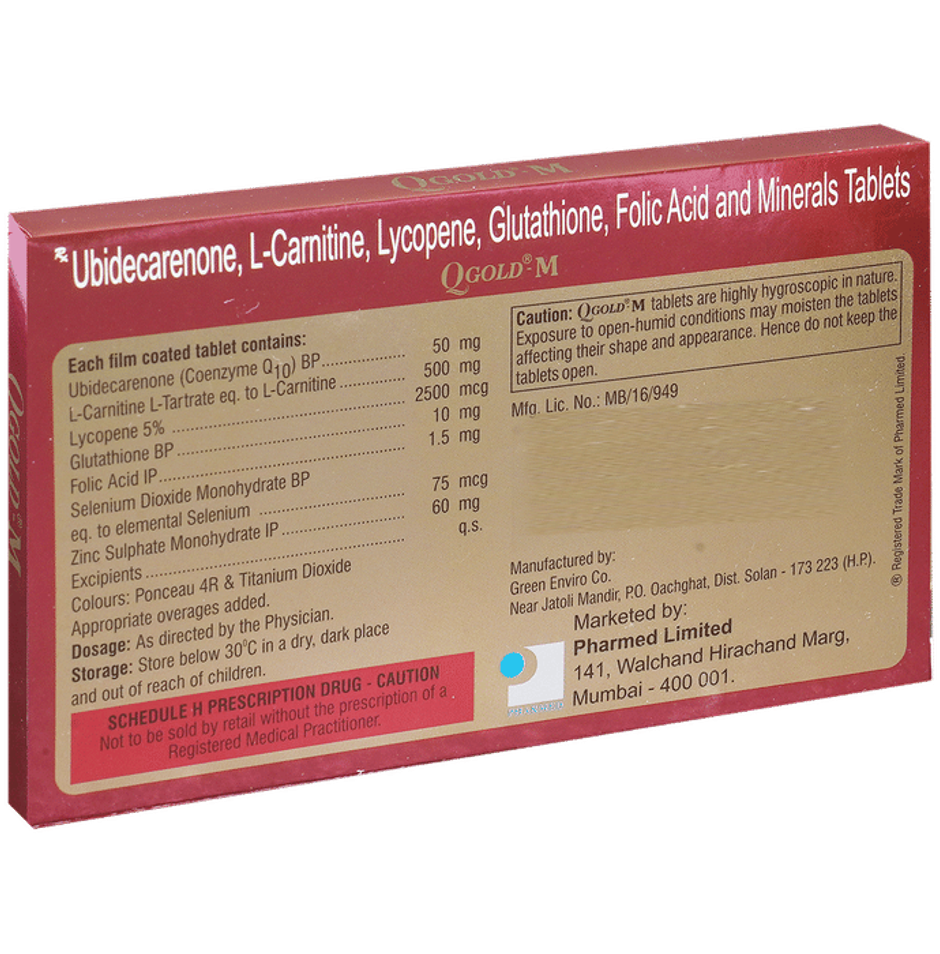 QGOLD®-M
Rx Ubidecarenone, L-Carnitine, Lycopene, Glutathione, Folic Acid and Minerals Tablets
QGOLD®-M
Each film coated tablet contains:
Ubidecarenone (Coenzyme Q10) BP.................... 50 mg
L-Carnitine L-Tartrate eq. to L-Carnitine ................ 500 mg
Lycopene 5% .................... 2500 mcg
Glutathione BP.................... 10 mg
Folic Acid IP.................... 1.5 mg
Selenium Dioxide Monohydrate BP
eq. to elemental Selenium .................... 75 mcg
Zinc Sulphate Monohydrate IP.................... 60 mg
Excipients.................... q.s.
Colours: Ponceau 4R & Titanium Dioxide
Appropriate overages added.
Dosage: As directed by the Physician.
Storage: Store below 30°C in a dry, dark place
and out of reach of children.
SCHEDULE H PRESCRIPTION DRUG - CAUTION
Not to be sold by retail without the prescription of a
Registered Medical Practitioner.
Caution: QGOLD®-M tablets are highly hygroscopic in nature.
Exposure to open-humid conditions may moisten the tablets
affecting their shape and appearance. Hence do not keep the
tablets open.
Mfg. Lic. No.: MB/16/949
Manufactured by:
Green Enviro Co.
Near Jatoli Mandir, P.O. Oachghat, Dist. Solan - 173 223 (H.P.).
Marketed by:
Pharmed Limited
141, Walchand Hirachand Marg,
Mumbai - 400 001.
PHARMED
® Registered Trade Mark of Pharmed Limited.
QGOLD®-M